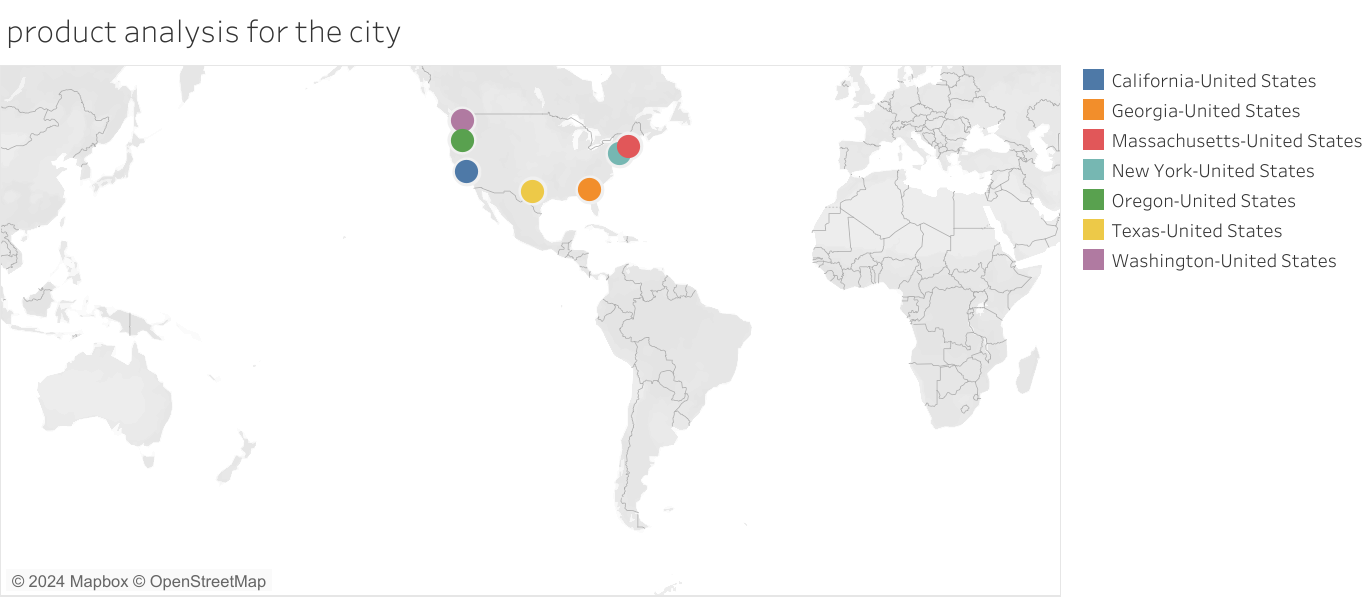 product analysis for the city
California-United States
Georgia-United States
Massachusetts-United States
New York-United States
Oregon-United States
Texas-United States
Washington-United States
© 2024 Mapbox © OpenStreetMap